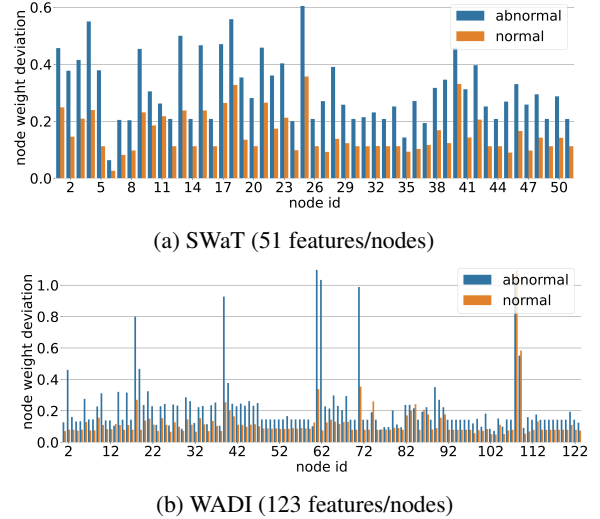 node weight deviation
0.6
0.4
0.2
0.0
abnormal
normal
2 5 8 11 14 17 20 23 26 29 32 35 38 41 44 47 50
node id
(a) SWaT (51 features/nodes)
node weight deviation
1.0
0.8
0.6
0.4
0.2
0.0
abnormal
normal
2 12 22 32 42 52 62 72 82 92 102 112 122
node id
(b) WADI (123 features/nodes)